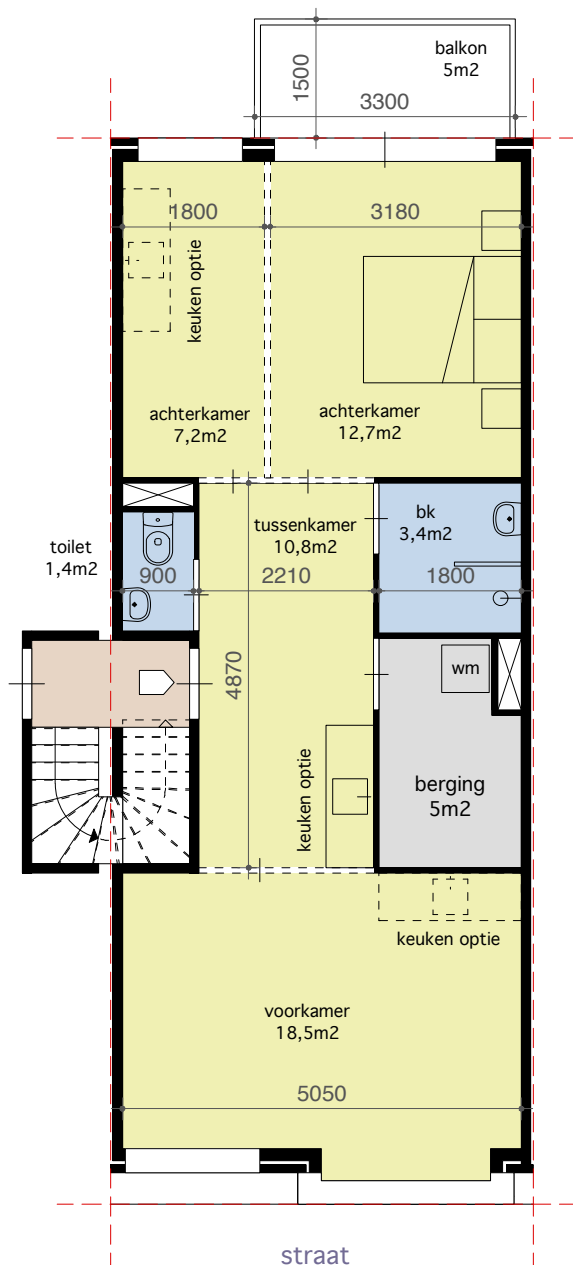 balkon
5m2
1500
3300
1800
3180
keuken optie
achterkamer
7,2m2
achterkamer
12,7m2
tussenkamer
10,8m2
bk
3,4m2
toilet
1,4m2
900
2210
1800
4870
wm
keuken optie
berging
5m2
keuken optie
voorkamer
18,5m2
5050
straat